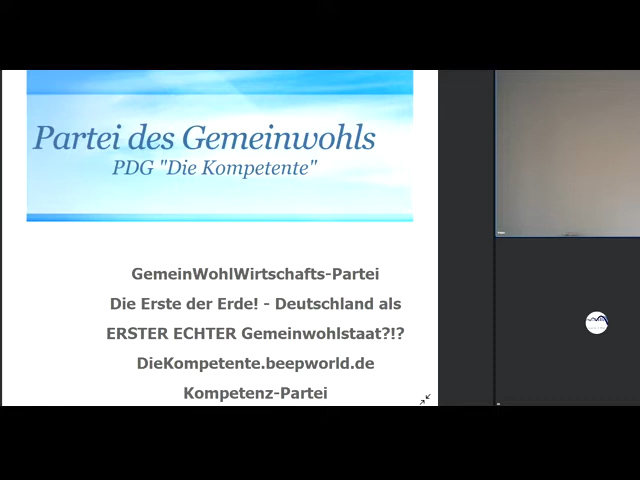 Partei des Gemeinwohls
PDG "Die Kompetente"
GemeinWohlWirtschafts-Partei
Die Erste der Erde! - Deutschland als
ERSTER ECHTER Gemeinwohlstaat?!?
DieKompetente.beepworld.de
Kompetenz-Partei